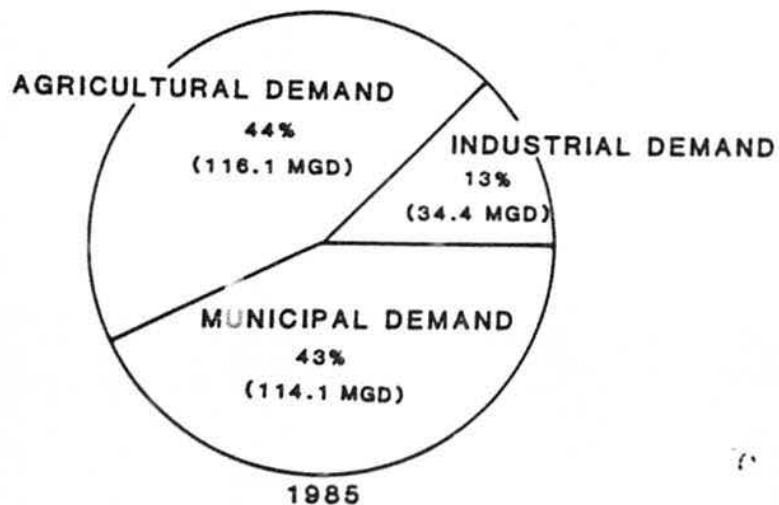 AGRICULTURAL DEMAND
44%
(116.1 MGD)
INDUSTRIAL DEMAND
13%
(34.4 MGD)
MUNICIPAL DEMAND
43%
(114.1 MGD)
1985